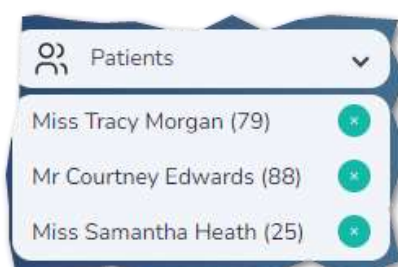 Patients
Miss Tracy Morgan (79)
Mr Courtney Edwards (88)
Miss Samantha Heath (25)